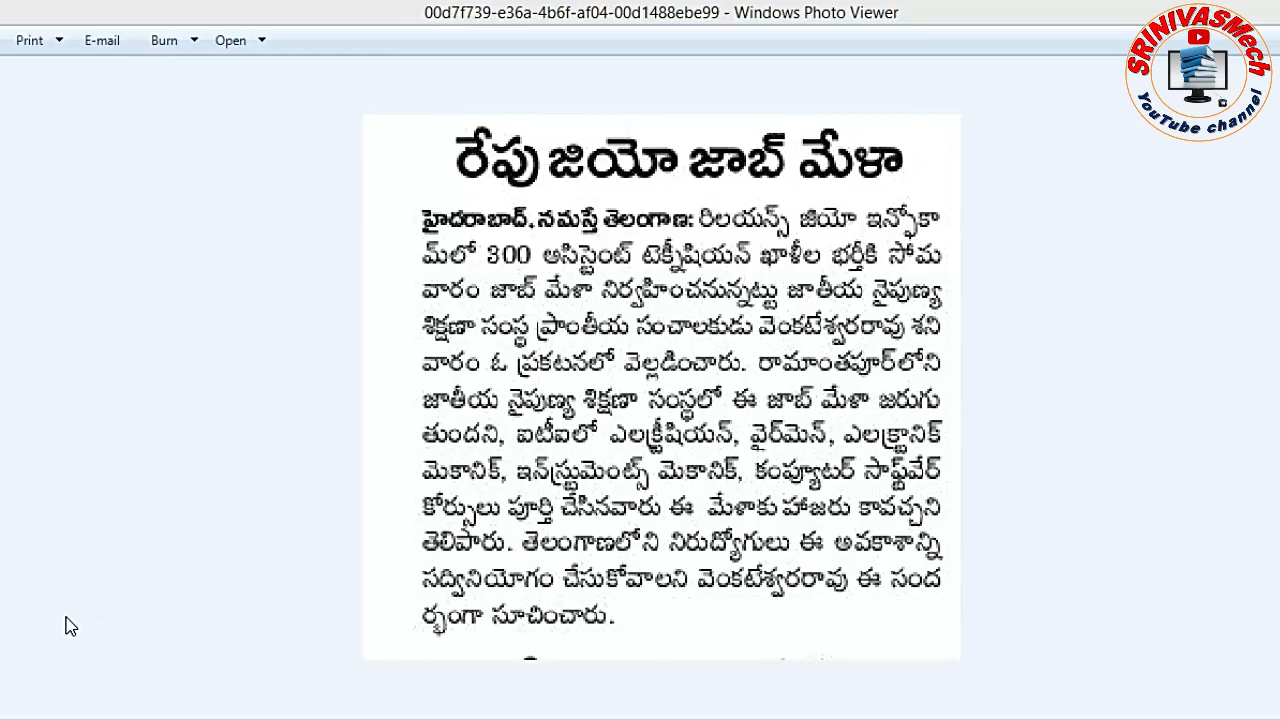 00d7f739-e36a-4b6f-af04-00d1488ebe99 - Windows Photo Viewer
Print E-mail Burn Open
SRINIVASMech
YouTube channel
రేపు జియో జాబ్ మేళా
హైదరాబాద్, నమస్తే తెలంగాణ: రిలయన్స్ జియో ఇన్ఫోకా
మ్‌లో 300 అసిస్టెంట్ టెక్నీషియన్ ఖాళీల భర్తీకి సోమ
వారం జాబ్ మేళా నిర్వహించనున్నట్టు జాతీయ నైపుణ్య
శిక్షణా సంస్థ ప్రాంతీయ సంచాలకుడు వెంకటేశ్వరరావు శని
వారం ఓ ప్రకటనలో వెల్లడించారు. రామాంతపూర్‌లోని
జాతీయ నైపుణ్య శిక్షణా సంస్థలో ఈ జాబ్ మేళా జరుగు
తుందని, ఐటీఐలో ఎలక్ట్రీషియన్, వైర్‌మెన్, ఎలక్ట్రానిక్
మెకానిక్, ఇన్‌స్ట్రుమెంట్స్ మెకానిక్, కంప్యూటర్ సాఫ్ట్‌వేర్
కోర్సులు పూర్తి చేసినవారు ఈ మేళాకు హాజరు కావచ్చని
తెలిపారు. తెలంగాణలోని నిరుద్యోగులు ఈ అవకాశాన్ని
సద్వినియోగం చేసుకోవాలని వెంకటేశ్వరరావు ఈ సంద
ర్భంగా సూచించారు.